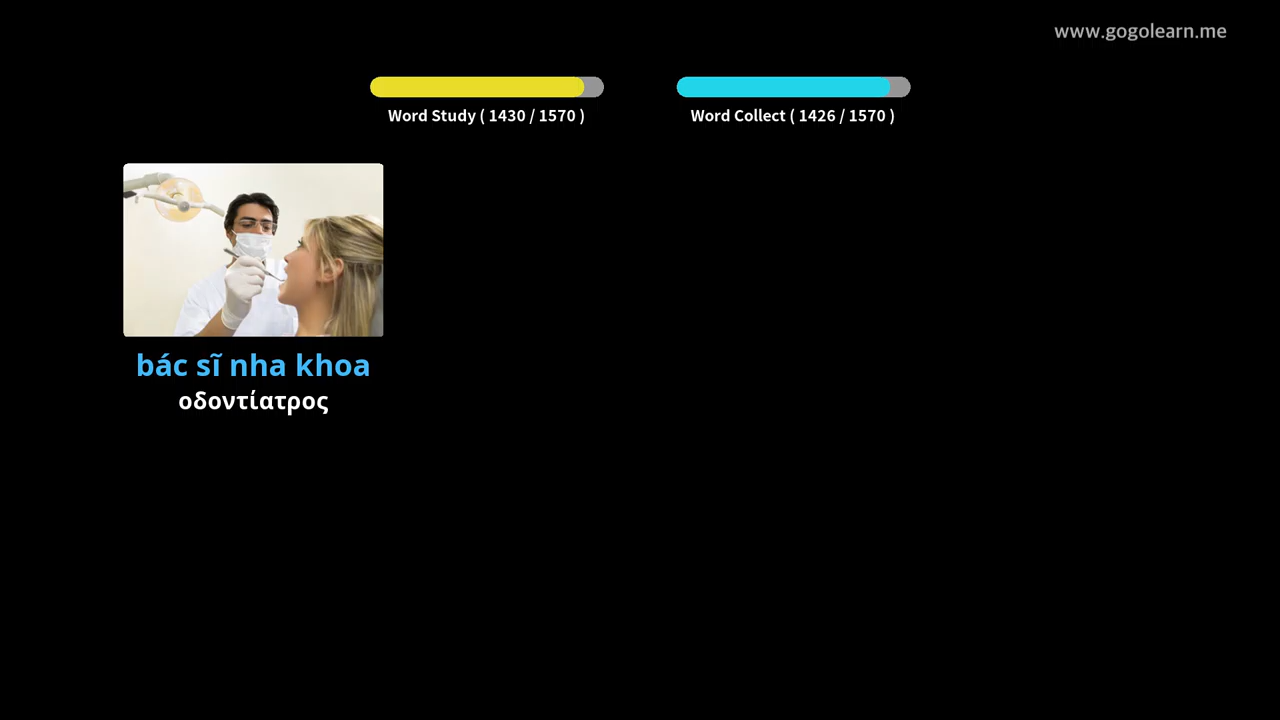 www.gogolearn.me
Word Study ( 1430 / 1570 )
Word Collect ( 1426 / 1570 )
bác sĩ nha khoa
οδοντίατρος